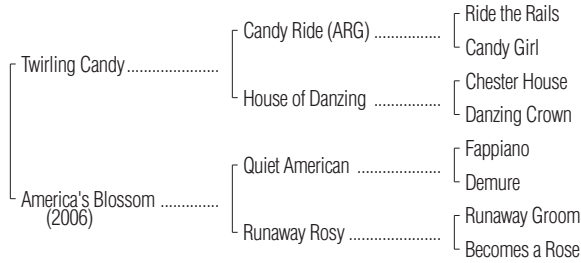 Ride the Rails
Candy Ride (ARG) ................
Candy Girl
Twirling Candy ......................
Chester House
House of Danzing ................
Danzing Crown
Fappiano
Quiet American ....................
Demure
America's Blossom ..............
(2006)
Runaway Groom
Runaway Rosy ......................
Becomes a Rose